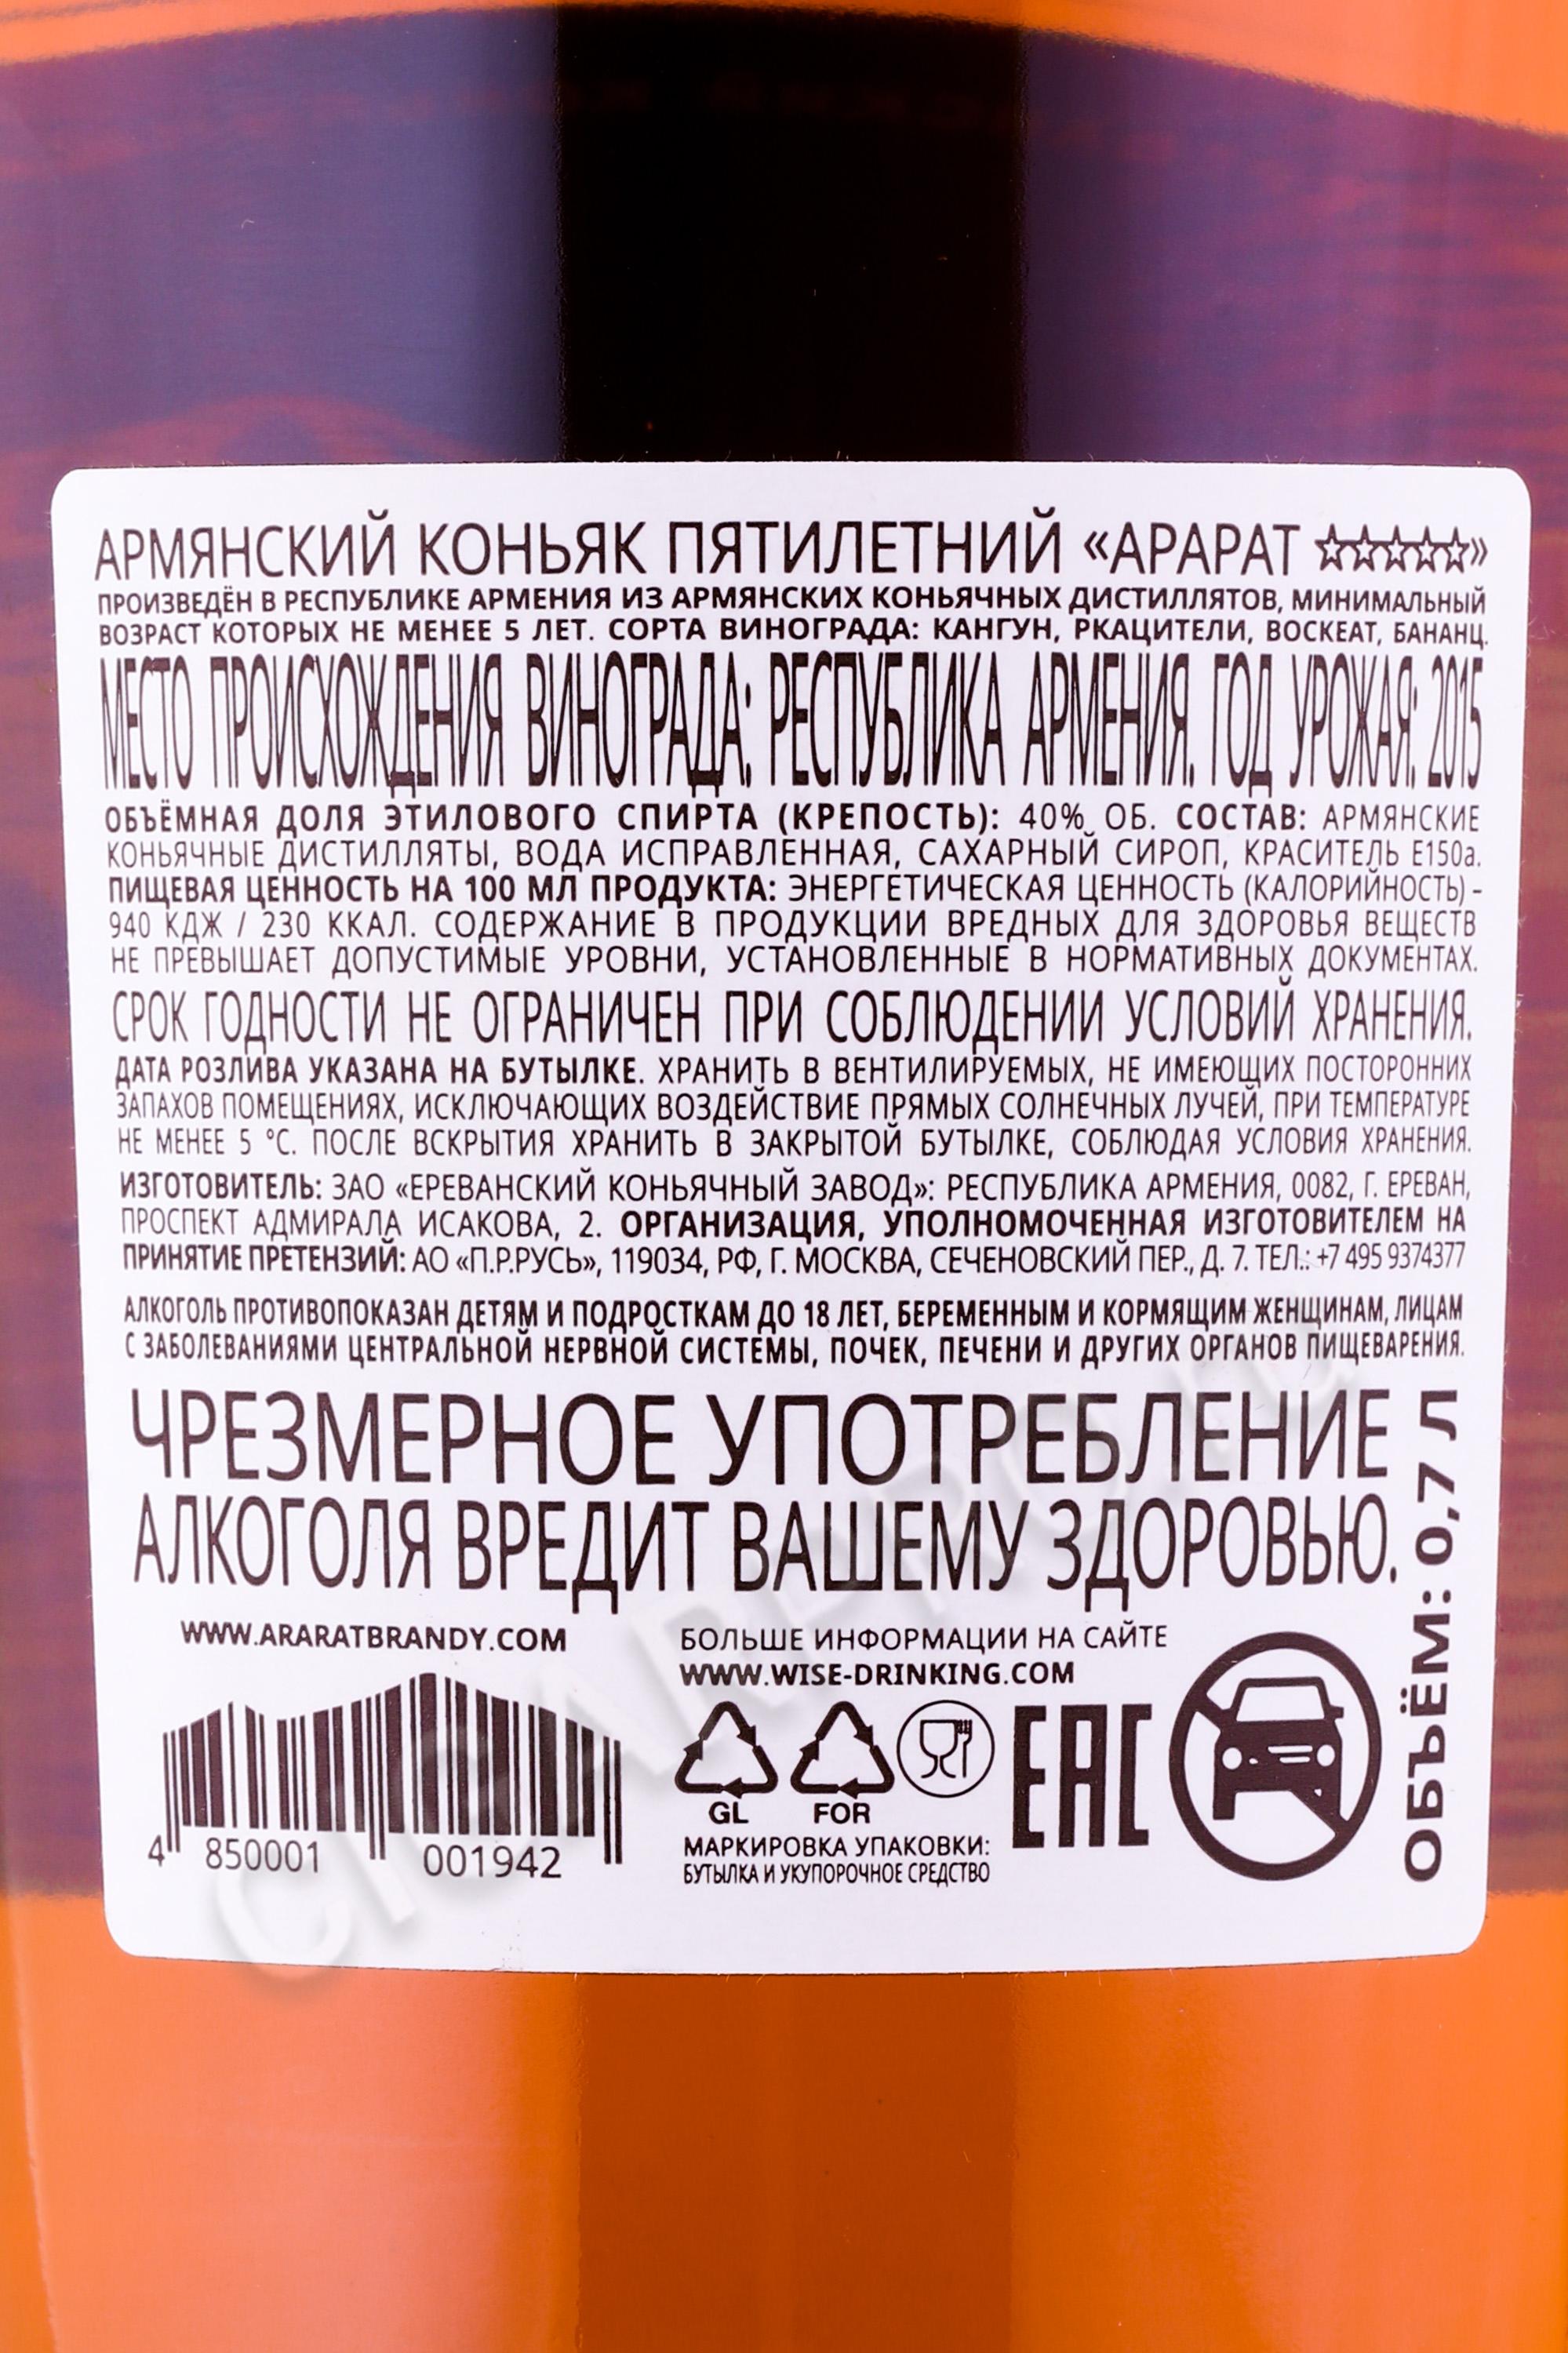 АРМЯНСКИЙ КОНЬЯК ПЯТИЛЕТНИЙ «АРАРАТ ☆☆☆☆☆»
ПРОИЗВЕДЁН В РЕСПУБЛИКЕ АРМЕНИЯ ИЗ АРМЯНСКИХ КОНЬЯЧНЫХ ДИСТИЛЛЯТОВ, МИНИМАЛЬНЫЙ
ВОЗРАСТ КОТОРЫХ НЕ МЕНЕЕ 5 ЛЕТ. СОРТА ВИНОГРАДА: КАНГУН, РКАЦИТЕЛИ, ВОСКЕАТ, БАНАНЦ.
МЕСТО ПРОИСХОЖДЕНИЯ ВИНОГРАДА: РЕСПУБЛИКА АРМЕНИЯ. ГОД УРОЖАЯ: 2015
ОБЪЁМНАЯ ДОЛЯ ЭТИЛОВОГО СПИРТА (КРЕПОСТЬ): 40% ОБ. СОСТАВ: АРМЯНСКИЕ
КОНЬЯЧНЫЕ ДИСТИЛЛЯТЫ, ВОДА ИСПРАВЛЕННАЯ, САХАРНЫЙ СИРОП, КРАСИТЕЛЬ Е150а.
ПИЩЕВАЯ ЦЕННОСТЬ НА 100 МЛ ПРОДУКТА: ЭНЕРГЕТИЧЕСКАЯ ЦЕННОСТЬ (КАЛОРИЙНОСТЬ) -
940 КДЖ / 230 ККАЛ. СОДЕРЖАНИЕ В ПРОДУКЦИИ ВРЕДНЫХ ДЛЯ ЗДОРОВЬЯ ВЕЩЕСТВ
НЕ ПРЕВЫШАЕТ ДОПУСТИМЫЕ УРОВНИ, УСТАНОВЛЕННЫЕ В НОРМАТИВНЫХ ДОКУМЕНТАХ.
СРОК ГОДНОСТИ НЕ ОГРАНИЧЕН ПРИ СОБЛЮДЕНИИ УСЛОВИЙ ХРАНЕНИЯ.
ДАТА РОЗЛИВА УКАЗАНА НА БУТЫЛКЕ. ХРАНИТЬ В ВЕНТИЛИРУЕМЫХ, НЕ ИМЕЮЩИХ ПОСТОРОННИХ
ЗАПАХОВ ПОМЕЩЕНИЯХ, ИСКЛЮЧАЮЩИХ ВОЗДЕЙСТВИЕ ПРЯМЫХ СОЛНЕЧНЫХ ЛУЧЕЙ, ПРИ ТЕМПЕРАТУРЕ
НЕ МЕНЕЕ 5 °С. ПОСЛЕ ВСКРЫТИЯ ХРАНИТЬ В ЗАКРЫТОЙ БУТЫЛКЕ, СОБЛЮДАЯ УСЛОВИЯ ХРАНЕНИЯ.
ИЗГОТОВИТЕЛЬ: ЗАО «ЕРЕВАНСКИЙ КОНЬЯЧНЫЙ ЗАВОД»: РЕСПУБЛИКА АРМЕНИЯ, 0082, Г. ЕРЕВАН,
ПРОСПЕКТ АДМИРАЛА ИСАКОВА, 2. ОРГАНИЗАЦИЯ, УПОЛНОМОЧЕННАЯ ИЗГОТОВИТЕЛЕМ НА
ПРИНЯТИЕ ПРЕТЕНЗИЙ: АО «П.Р.РУСЬ», 119034, РФ, Г. МОСКВА, СЕЧЕНОВСКИЙ ПЕР., Д. 7. ТЕЛ.: +7 495 9374377
АЛКОГОЛЬ ПРОТИВОПОКАЗАН ДЕТЯМ И ПОДРОСТКАМ ДО 18 ЛЕТ, БЕРЕМЕННЫМ И КОРМЯЩИМ ЖЕНЩИНАМ, ЛИЦАМ
С ЗАБОЛЕВАНИЯМИ ЦЕНТРАЛЬНОЙ НЕРВНОЙ СИСТЕМЫ, ПОЧЕК, ПЕЧЕНИ И ДРУГИХ ОРГАНОВ ПИЩЕВАРЕНИЯ.
ЧРЕЗМЕРНОЕ УПОТРЕБЛЕНИЕ
АЛКОГОЛЯ ВРЕДИТ ВАШЕМУ ЗДОРОВЬЮ.
ОБЪЁМ: 0,7 Л
WWW.ARARATBRANDY.COM
4 850001 001942
БОЛЬШЕ ИНФОРМАЦИИ НА САЙТЕ
WWW.WISE-DRINKING.COM
GL FOR
EAC
МАРКИРОВКА УПАКОВКИ:
БУТЫЛКА И УКУПОРОЧНОЕ СРЕДСТВО